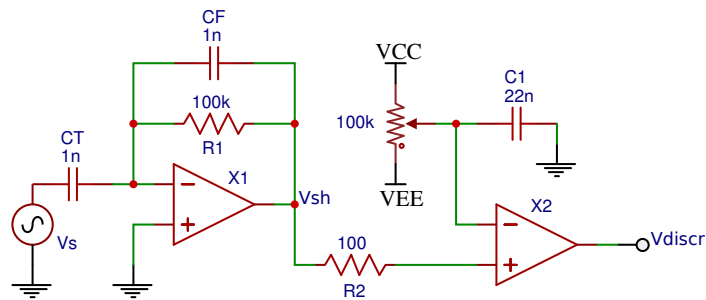 CF
1n
100k
R1
CT
1n
X1
Vsh
Vs
VCC
100k
VEE
C1
22n
X2
100
R2
Vdiscr